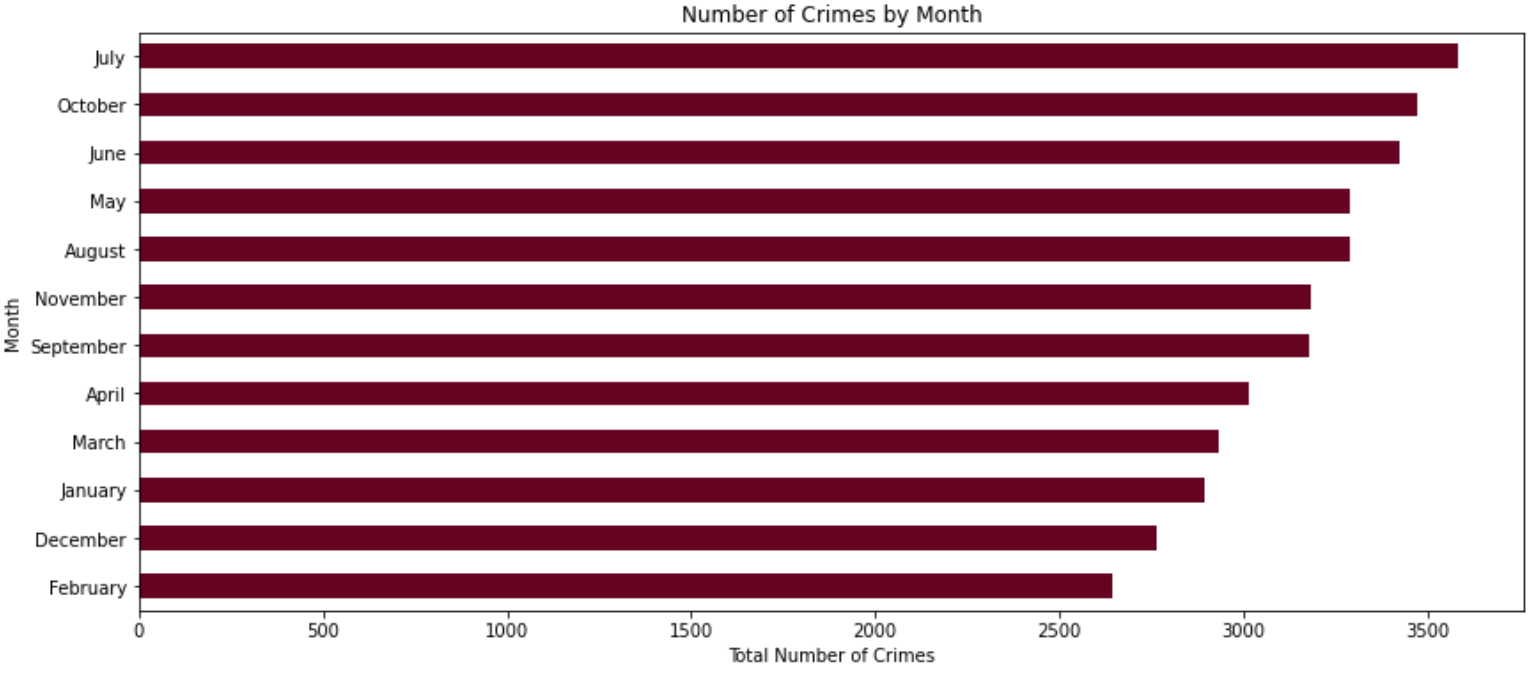 Number of Crimes by Month
July
October
June
May
August
November
September
April
March
January
December
February
Month
0 500 1000 1500 2000 2500 3000 3500
Total Number of Crimes